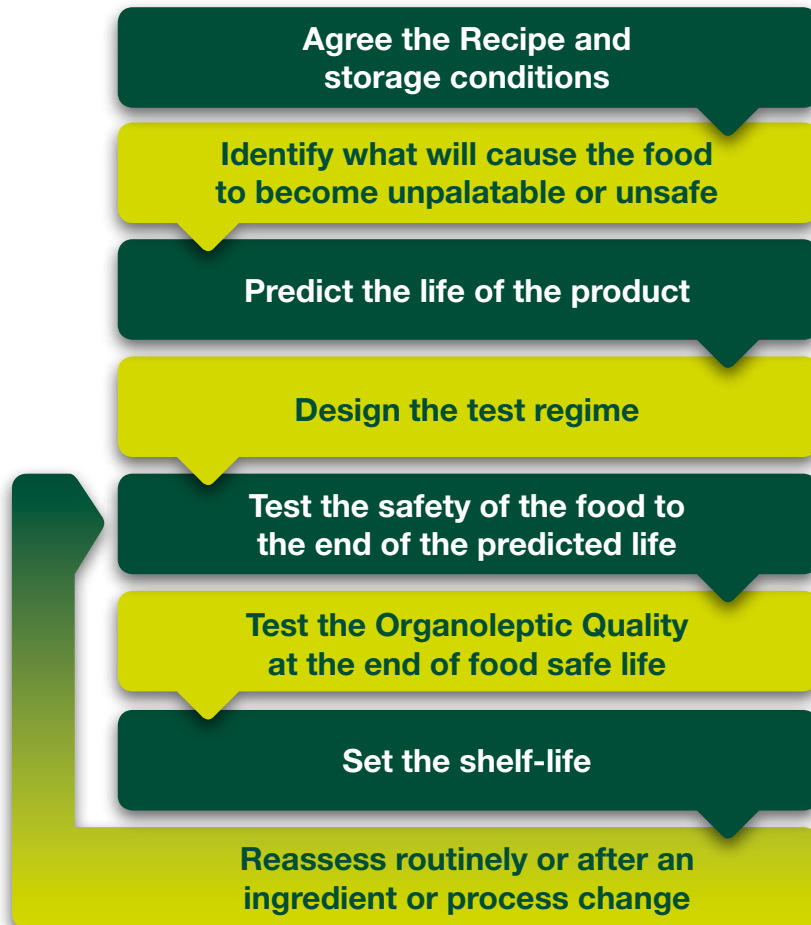 Agree the Recipe and
storage conditions
Identify what will cause the food
to become unpalatable or unsafe
Predict the life of the product
Design the test regime
Test the safety of the food to
the end of the predicted life
Test the Organoleptic Quality
at the end of food safe life
Set the shelf-life
Reassess routinely or after an
ingredient or process change